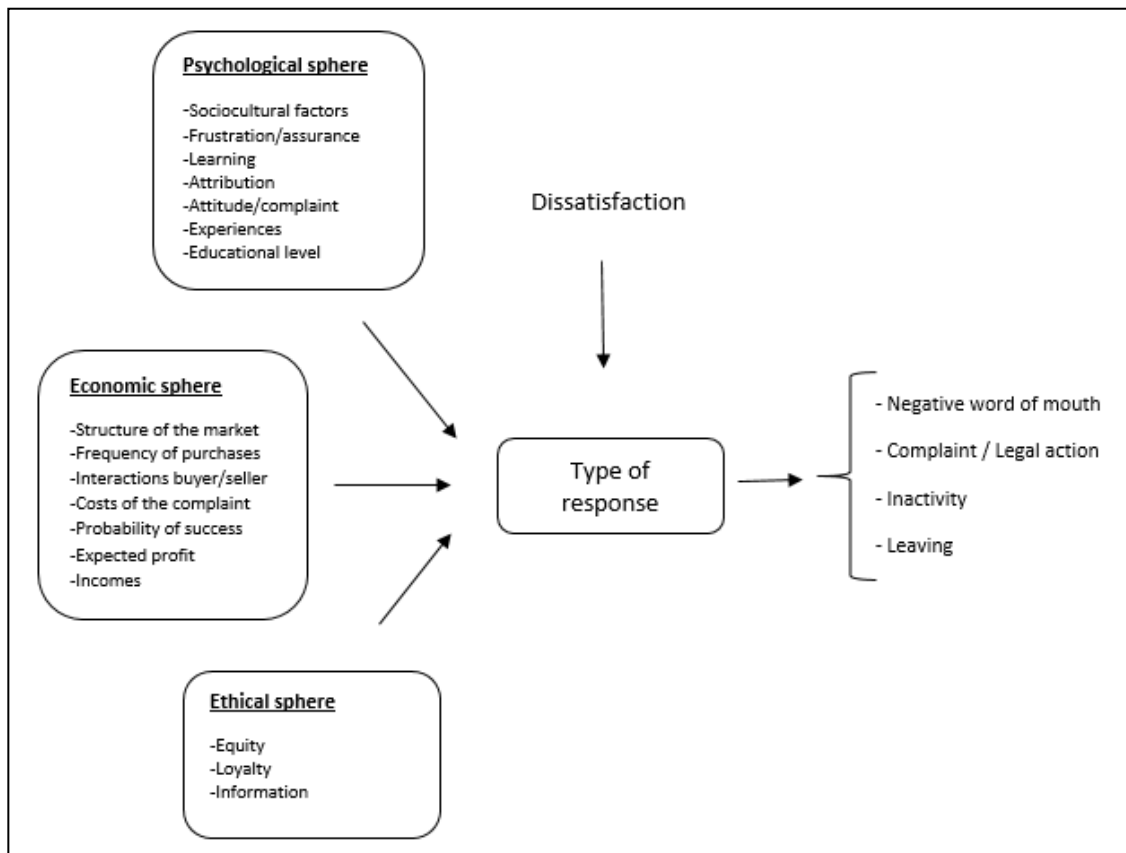 Psychological sphere
-Sociocultural factors
-Frustration/assurance
-Learning
-Attribution
-Attitude/complaint
-Experiences
-Educational level
Dissatisfaction
Economic sphere
-Structure of the market
-Frequency of purchases
-Interactions buyer/seller
-Costs of the complaint
-Probability of success
-Expected profit
-Incomes
Type of
response
- Negative word of mouth
- Complaint / Legal action
- Inactivity
- Leaving
Ethical sphere
-Equity
-Loyalty
-Information